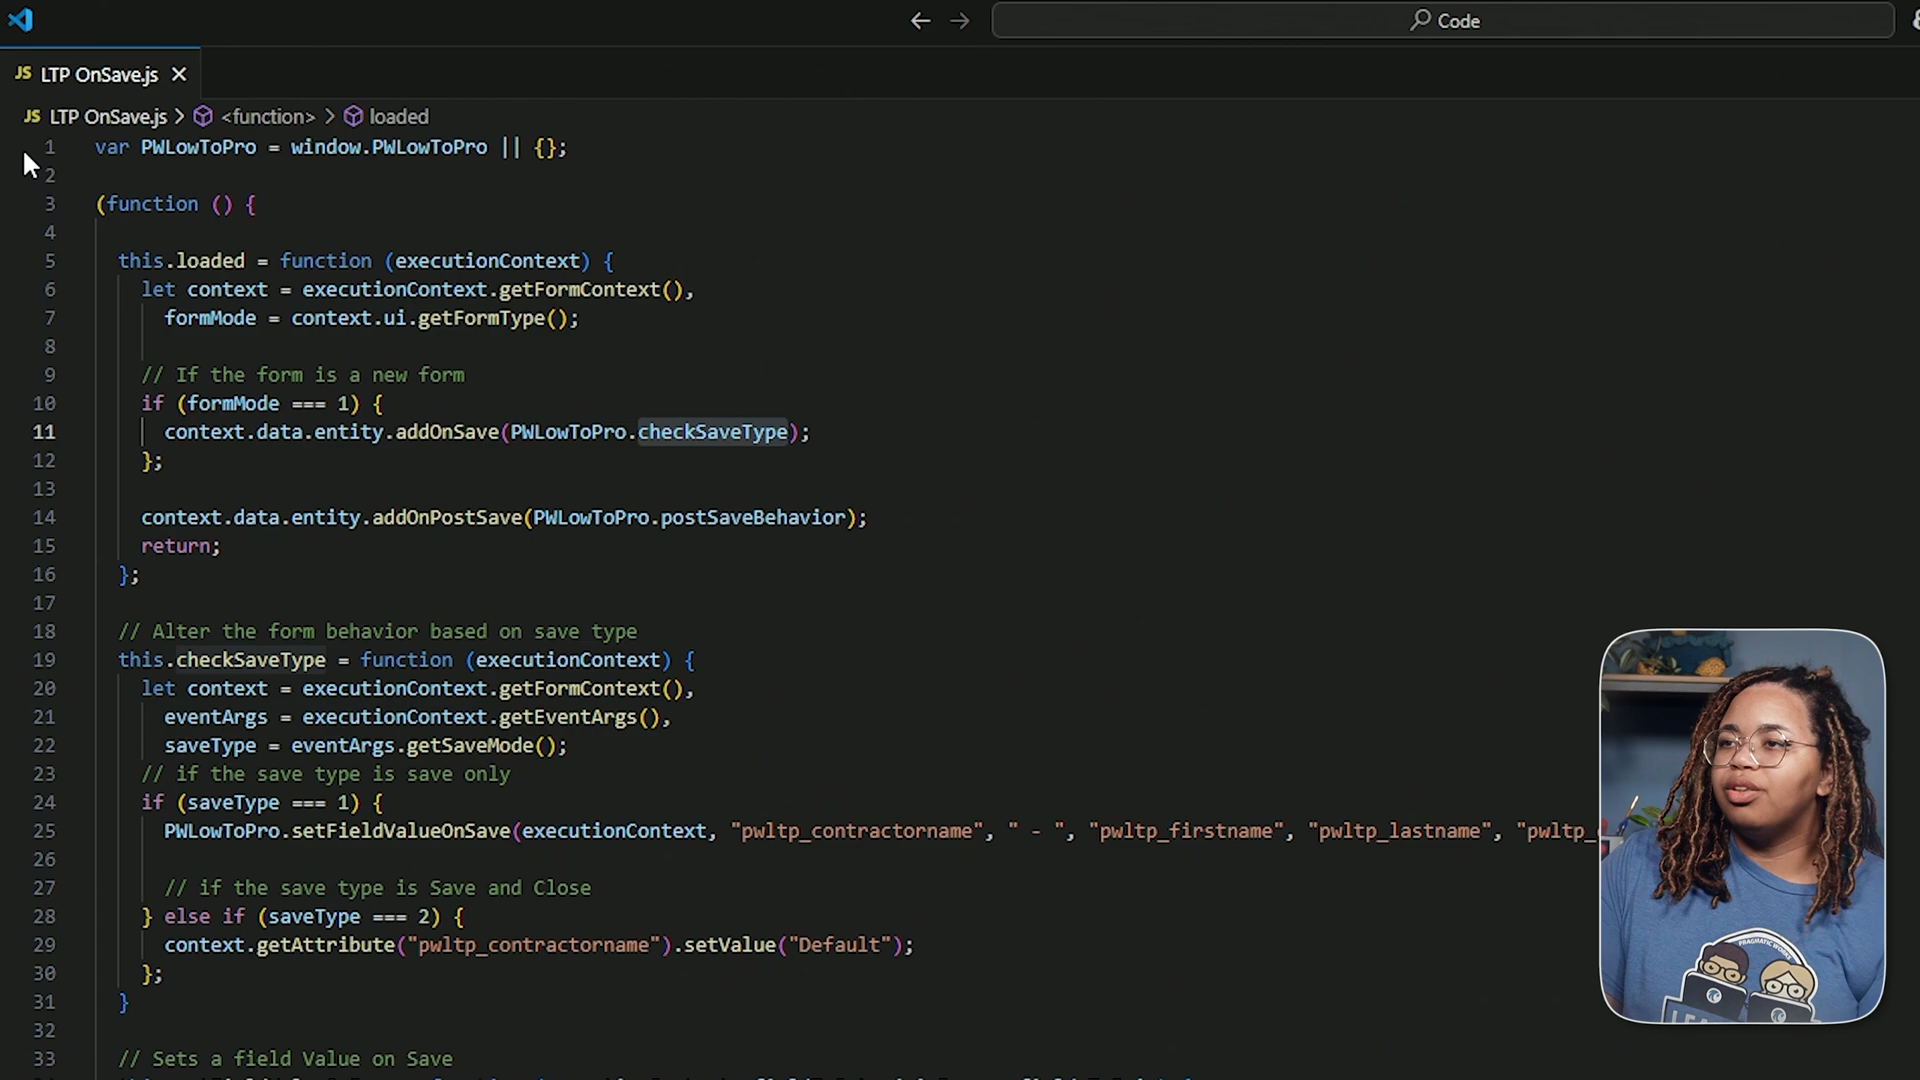 Code
JS LTP OnSave.js
JS LTP OnSave.js > <function> > loaded
1 var PWLowToPro = window.PWLowToPro || {};
2
3 (function () {
4
5 this.loaded = function (executionContext) {
6 let context = executionContext.getFormContext(),
7 formMode = context.ui.getFormType();
8
9 // If the form is a new form
10 if (formMode === 1) {
11 context.data.entity.addOnSave(PWLowToPro.checkSaveType);
12 };
13
14 context.data.entity.addOnPostSave(PWLowToPro.postSaveBehavior);
15 return;
16 };
17
18 // Alter the form behavior based on save type
19 this.checkSaveType = function (executionContext) {
20 let context = executionContext.getFormContext(),
21 eventArgs = executionContext.getEventArgs(),
22 saveType = eventArgs.getSaveMode();
23 // if the save type is save only
24 if (saveType === 1) {
25 PWLowToPro.setFieldValueOnSave(executionContext, "pwltp_contractorname", " - ", "pwltp_firstname", "pwltp_lastname", "pwltp_
26
27 // if the save type is Save and Close
28 } else if (saveType === 2) {
29 context.getAttribute("pwltp_contractorname").setValue("Default");
30 };
31 }
32
33 // Sets a field Value on Save
PRAGMATIC WORKS